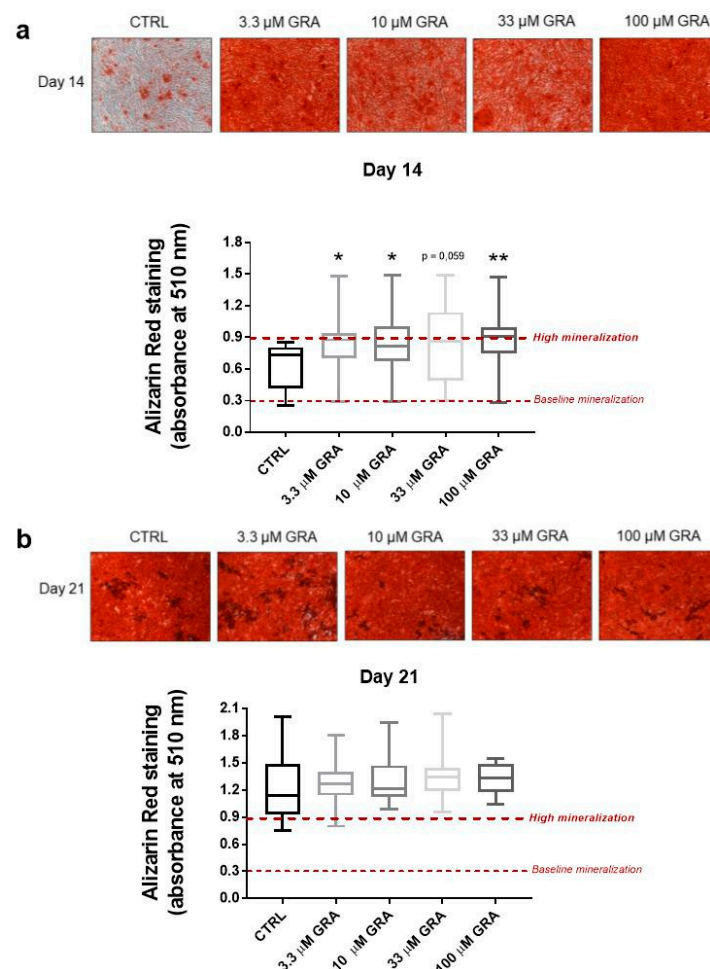 a
CTRL 3.3 µM GRA 10 µM GRA 33 µM GRA 100 µM GRA
Day 14
Day 14
Alizarin Red staining
(absorbance at 510 nm)
1.8
1.5
1.2
0.9
0.6
0.3
0.0
* * p = 0,059 **
High mineralization
Baseline mineralization
CTRL
3.3 µM GRA
10 µM GRA
33 µM GRA
100 µM GRA
b
CTRL 3.3 µM GRA 10 µM GRA 33 µM GRA 100 µM GRA
Day 21
Day 21
Alizarin Red staining
(absorbance at 510 nm)
2.1
1.8
1.5
1.2
0.9
0.6
0.3
0.0
High mineralization
Baseline mineralization
CTRL
3.3 µM GRA
10 µM GRA
33 µM GRA
100 µM GRA